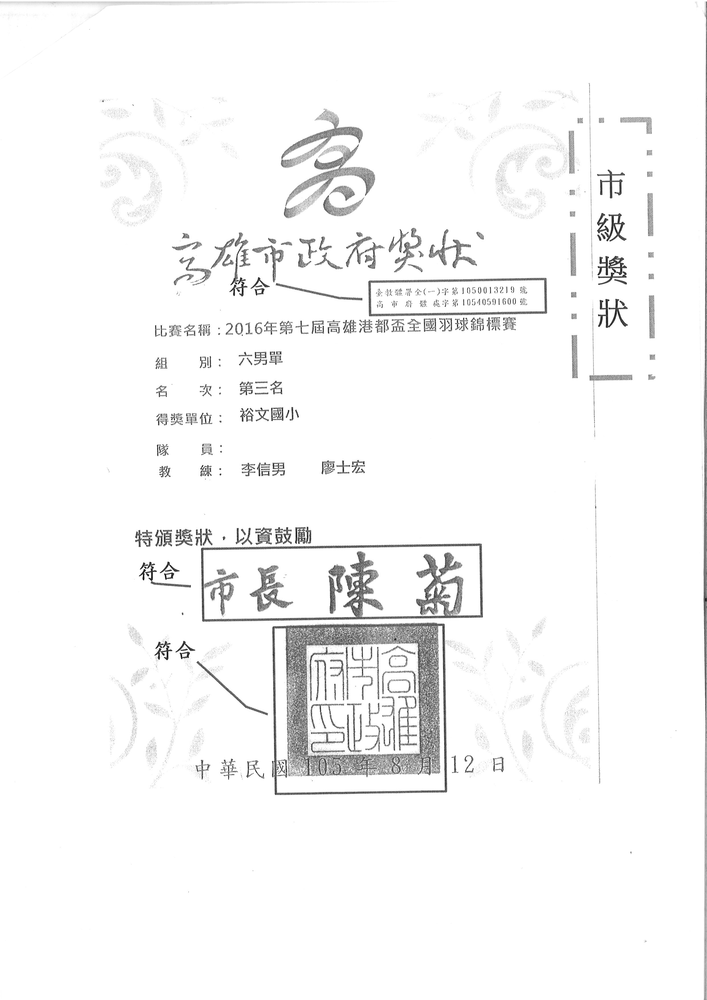 市級獎狀
高雄市政府獎狀
符合
臺教體署全(一)字第1050013219號
高市府體處字第10540591600號
比賽名稱：2016年第七屆高雄港都盃全國羽球錦標賽
組別：六男單
名次：第三名
得獎單位：裕文國小
隊員：
教練：李信男 廖士宏
特頒獎狀，以資鼓勵
符合
市長 陳菊
符合
高雄市政府印
中華民國105年8月12日